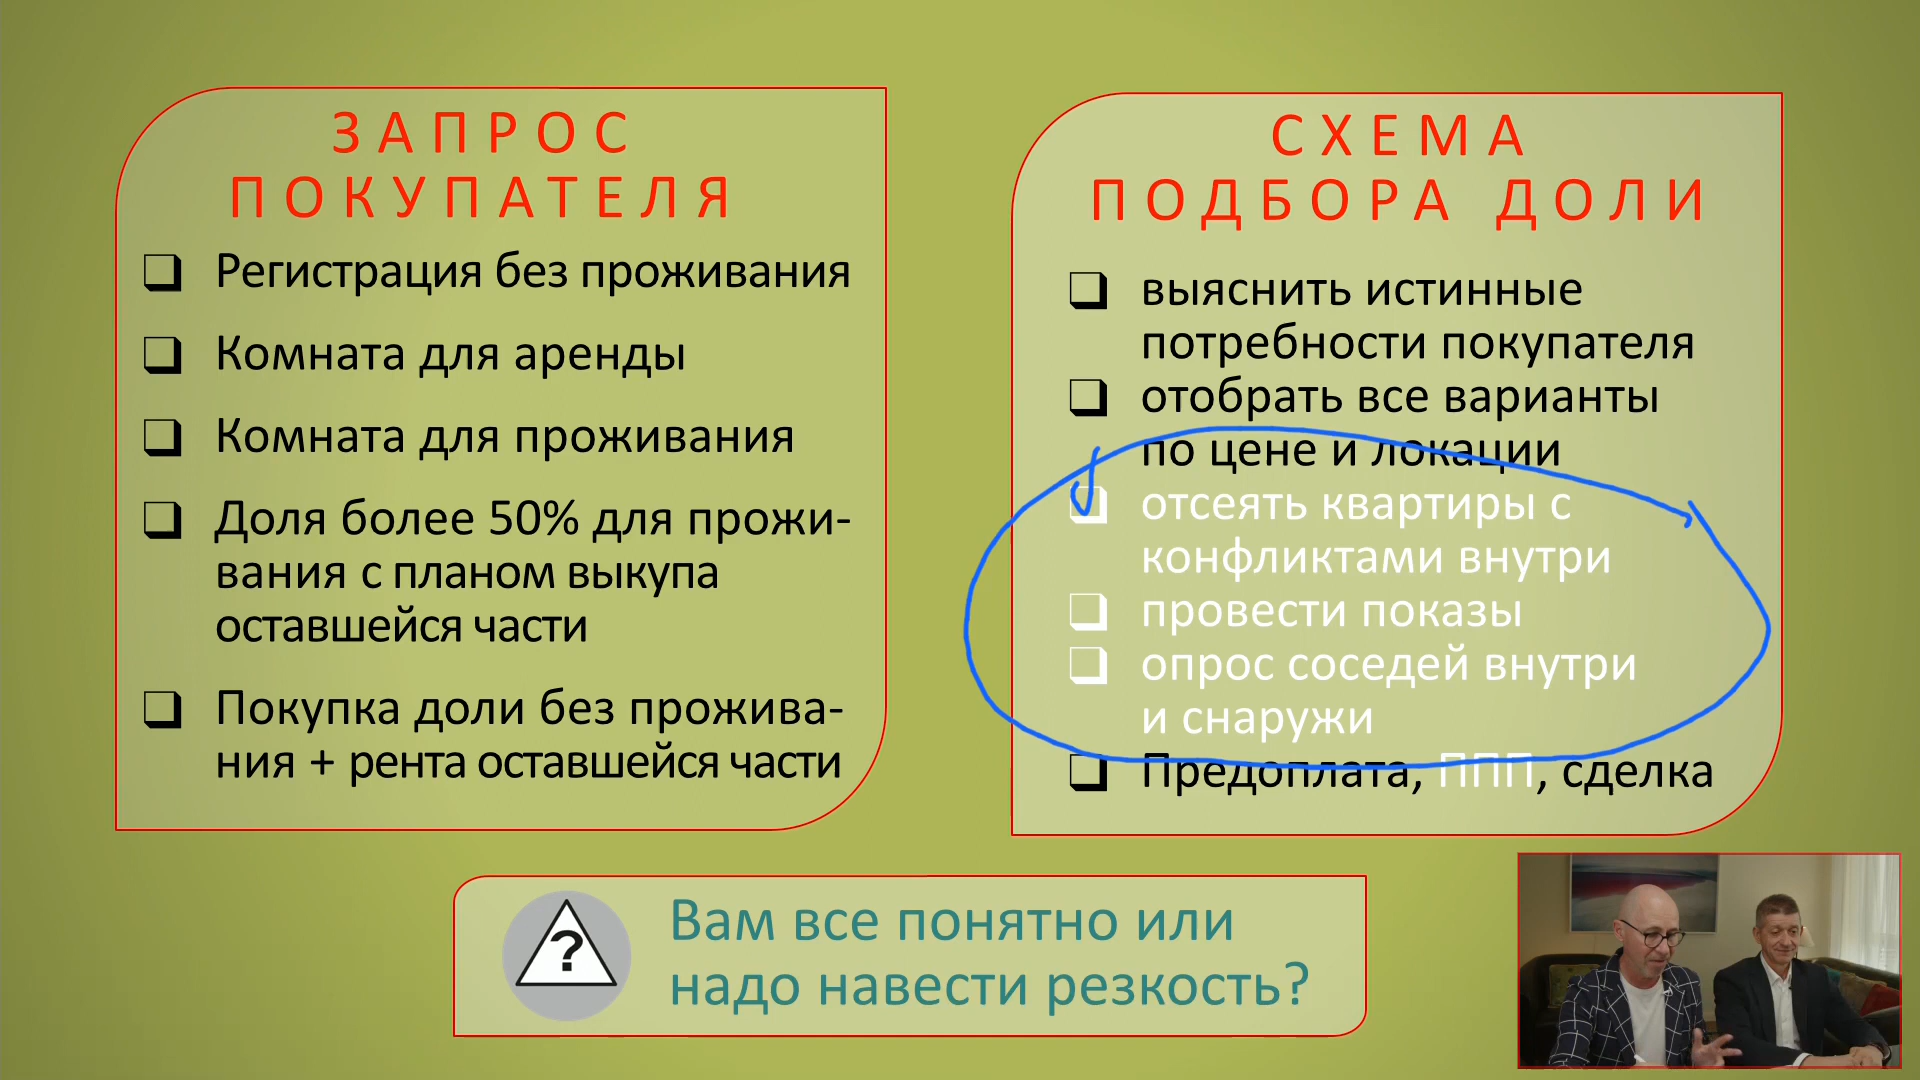 ЗАПРОС
ПОКУПАТЕЛЯ
Регистрация без проживания
Комната для аренды
Комната для проживания
Доля более 50% для прожи-
вания с планом выкупа
оставшейся части
Покупка доли без прожива-
ния + рента оставшейся части
СХЕМА
ПОДБОРА ДОЛИ
выяснить истинные
потребности покупателя
отобрать все варианты
по цене и локации
отсеять квартиры с
конфликтами внутри
провести показы
опрос соседей внутри
и снаружи
Предоплата, ППП, сделка
?
Вам все понятно или
надо навести резкость?